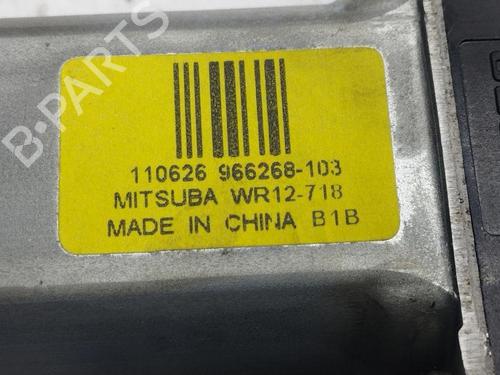 B-PARTS
110626 966268-103
MITSUBA WR12-718
MADE IN CHINA B1B